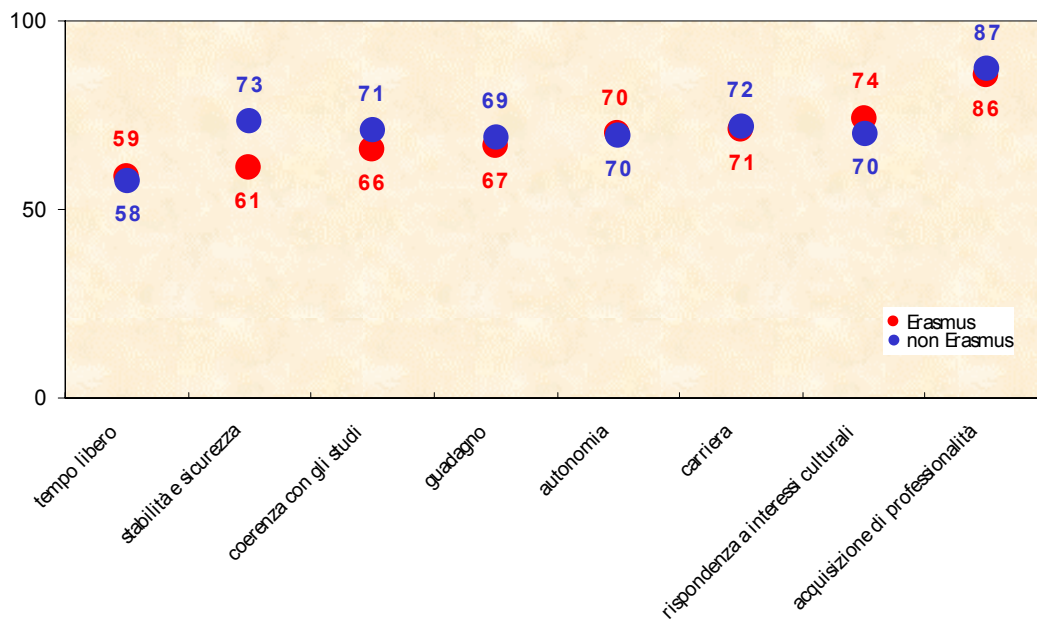 100
50
0
59
58
73
61
71
66
69
67
70
70
72
71
74
70
87
86
Erasmus
non Erasmus
tempo libero
stabilità e sicurezza
coerenza con gli studi
guadagno
autonomia
carriera
rispondenza a interessi culturali
acquisizione di professionalità